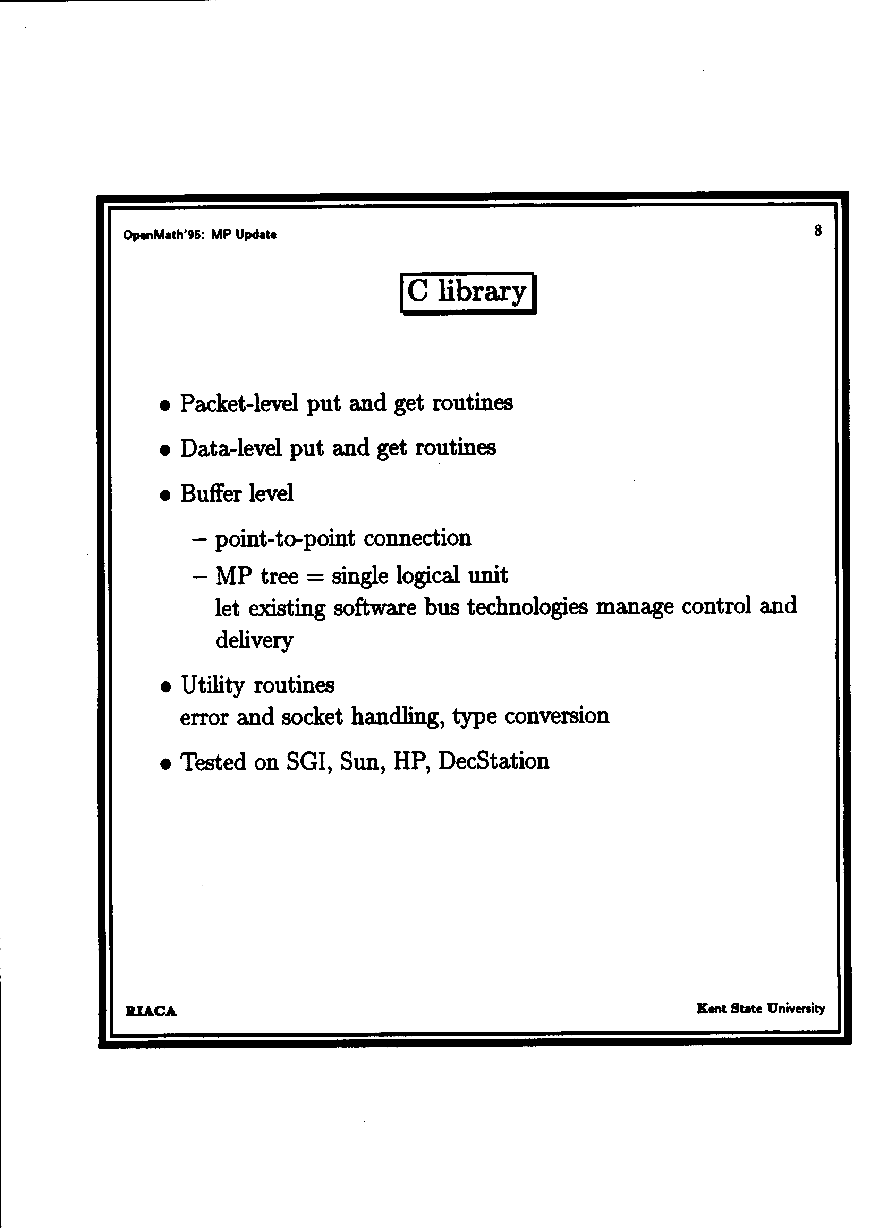 OpenMath'95: MP Update
8
C library
• Packet-level put and get routines
• Data-level put and get routines
• Buffer level
– point-to-point connection
– MP tree = single logical unit
let existing software bus technologies manage control and
delivery
• Utility routines
error and socket handling, type conversion
• Tested on SGI, Sun, HP, DecStation
RIACA
Kent State University